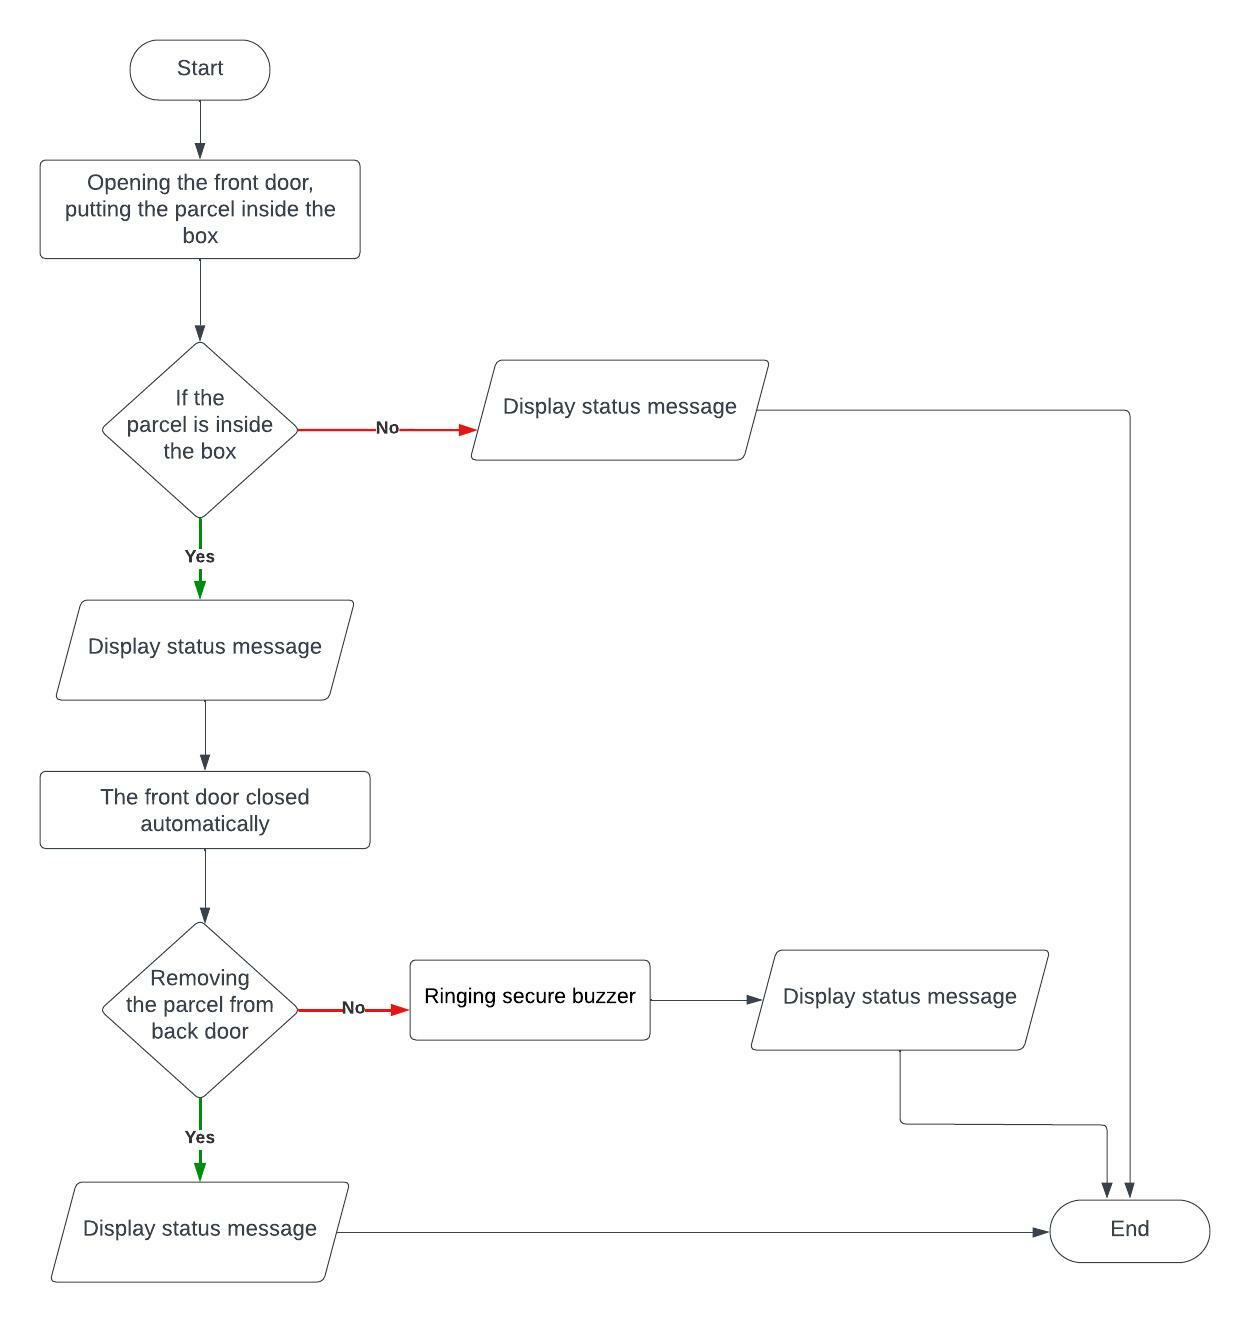 Start
Opening the front door,
putting the parcel inside the
box
If the
parcel is inside
the box
No
Display status message
Yes
Display status message
The front door closed
automatically
Removing
the parcel from
back door
No
Ringing secure buzzer
Display status message
Yes
Display status message
End